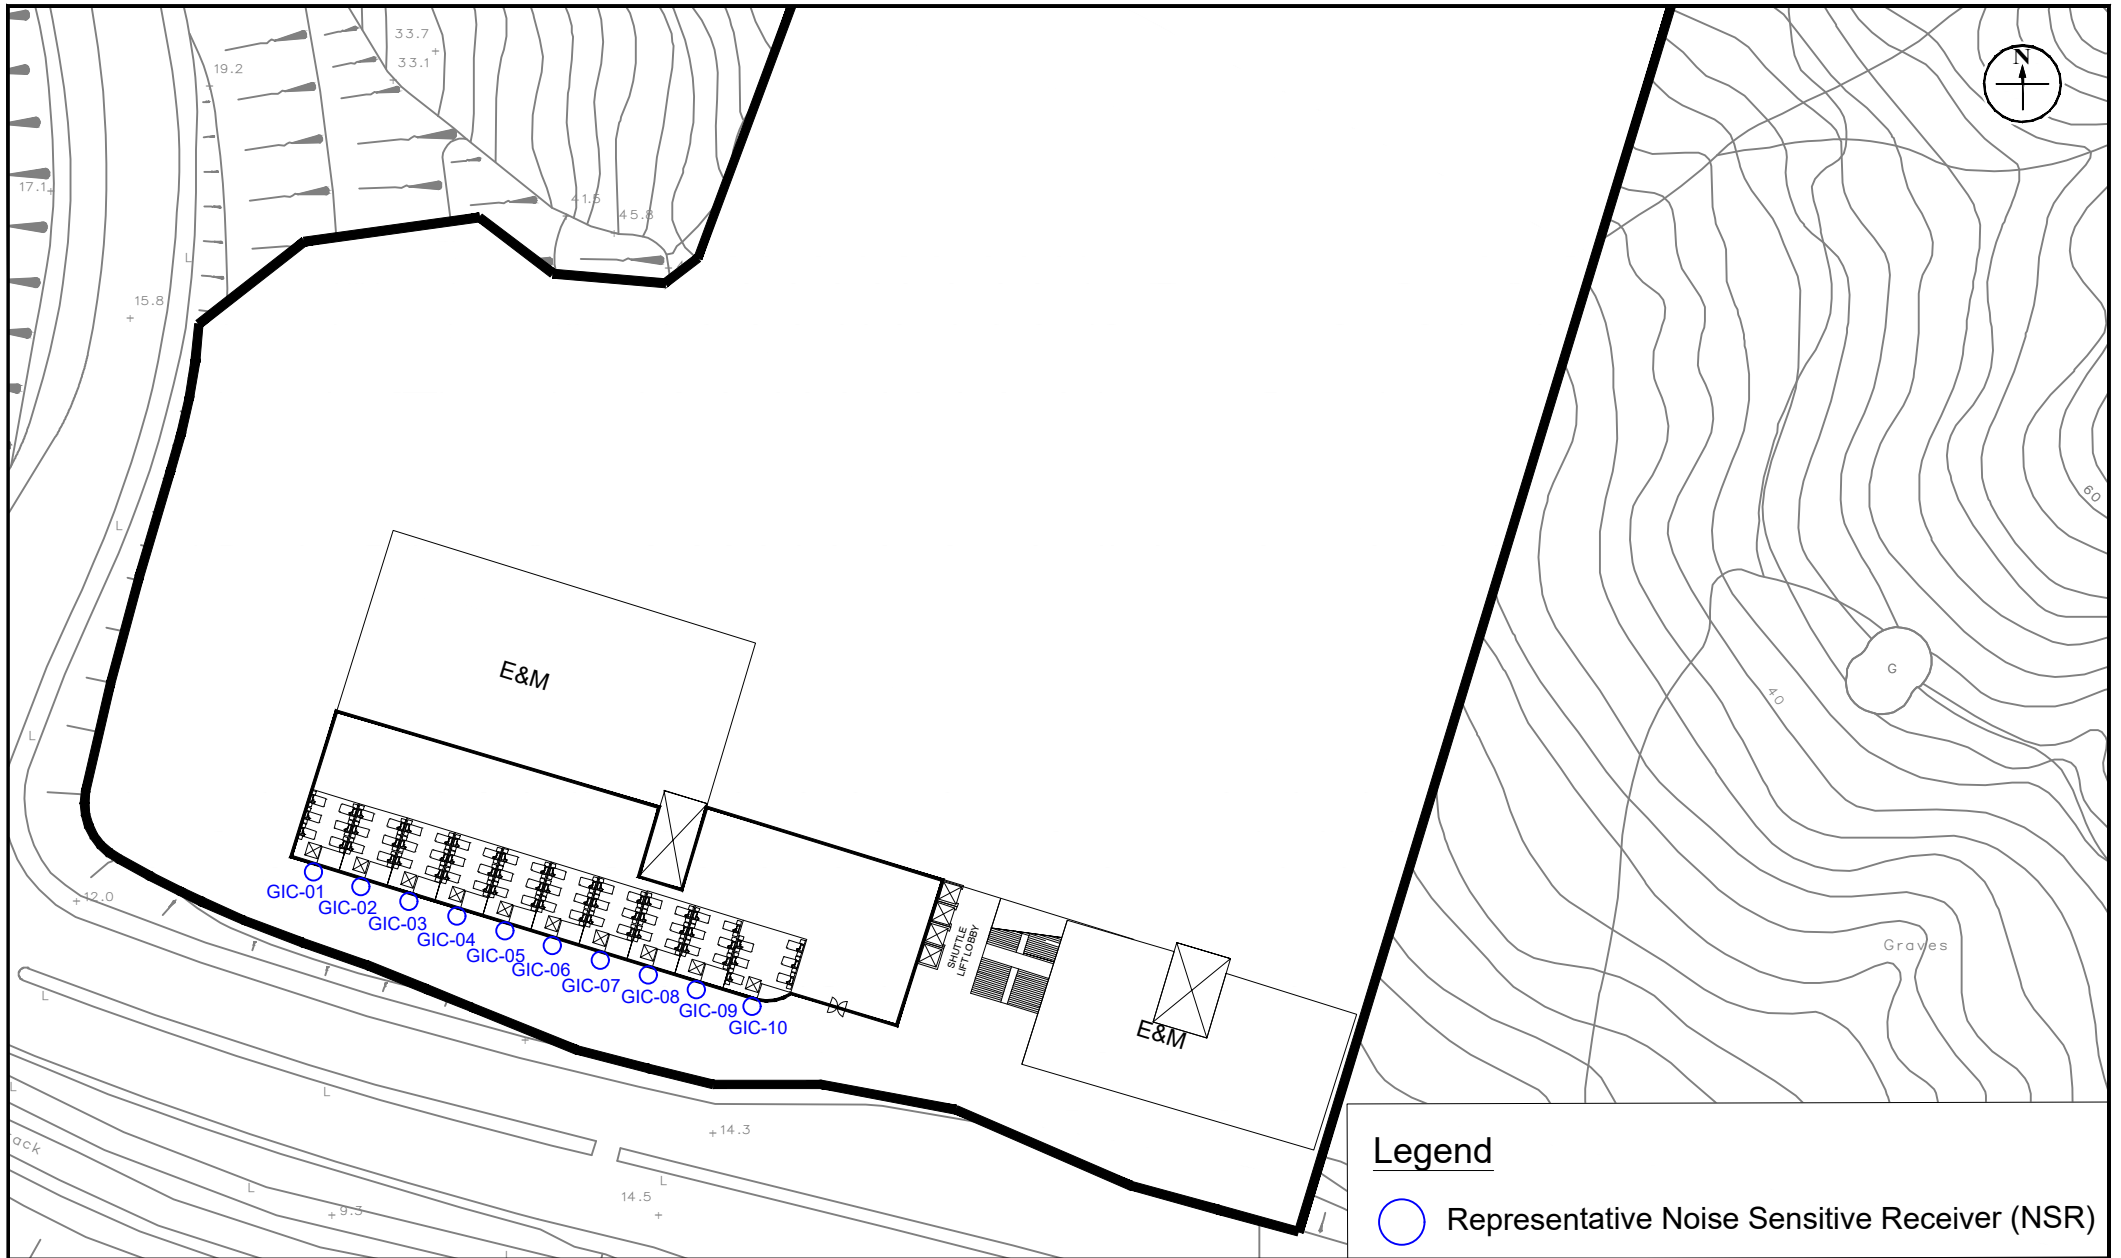 33.7
33.1
19.2
N
17.1
41.5
45.8
L
15.8
60
L
E&M
G
40
L
12.0
GIC-01
GIC-02
GIC-03
GIC-04
GIC-05
GIC-06
GIC-07
GIC-08
GIC-09
GIC-10
SHUTTLE
LIFT LOBBY
E&M
Graves
L
L
L
14.3
ack
L
L
14.5
9.3
L
Legend
Representative Noise Sensitive Receiver (NSR)